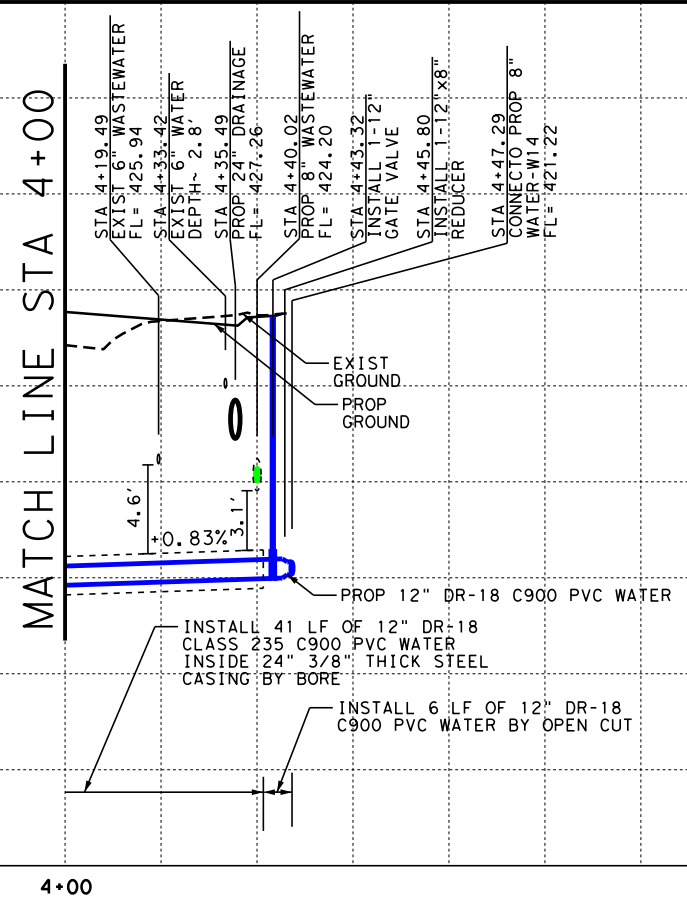 MATCH LINE STA 4+00
STA 4+19.49
EXIST 6" WASTEWATER
FL= 425.94
STA 4+33.42
EXIST 6" WATER
DEPTH~ 2.8'
STA 4+35.49
PROP 24" DRAINAGE
FL= 427.26
STA 4+40.02
PROP 8" WASTEWATER
FL= 424.20
STA 4+43.32
INSTALL 1-12"
GATE VALVE
STA 4+45.80
INSTALL 1-12"x8"
REDUCER
STA 4+47.29
CONNECTO PROP 8"
WATER-W14
FL= 421.22
EXIST
GROUND
PROP
GROUND
4.6'
+0.83%
3.1'
PROP 12" DR-18 C900 PVC WATER
INSTALL 41 LF OF 12" DR-18
CLASS 235 C900 PVC WATER
INSIDE 24" 3/8" THICK STEEL
CASING BY BORE
INSTALL 6 LF OF 12" DR-18
C900 PVC WATER BY OPEN CUT
4+00